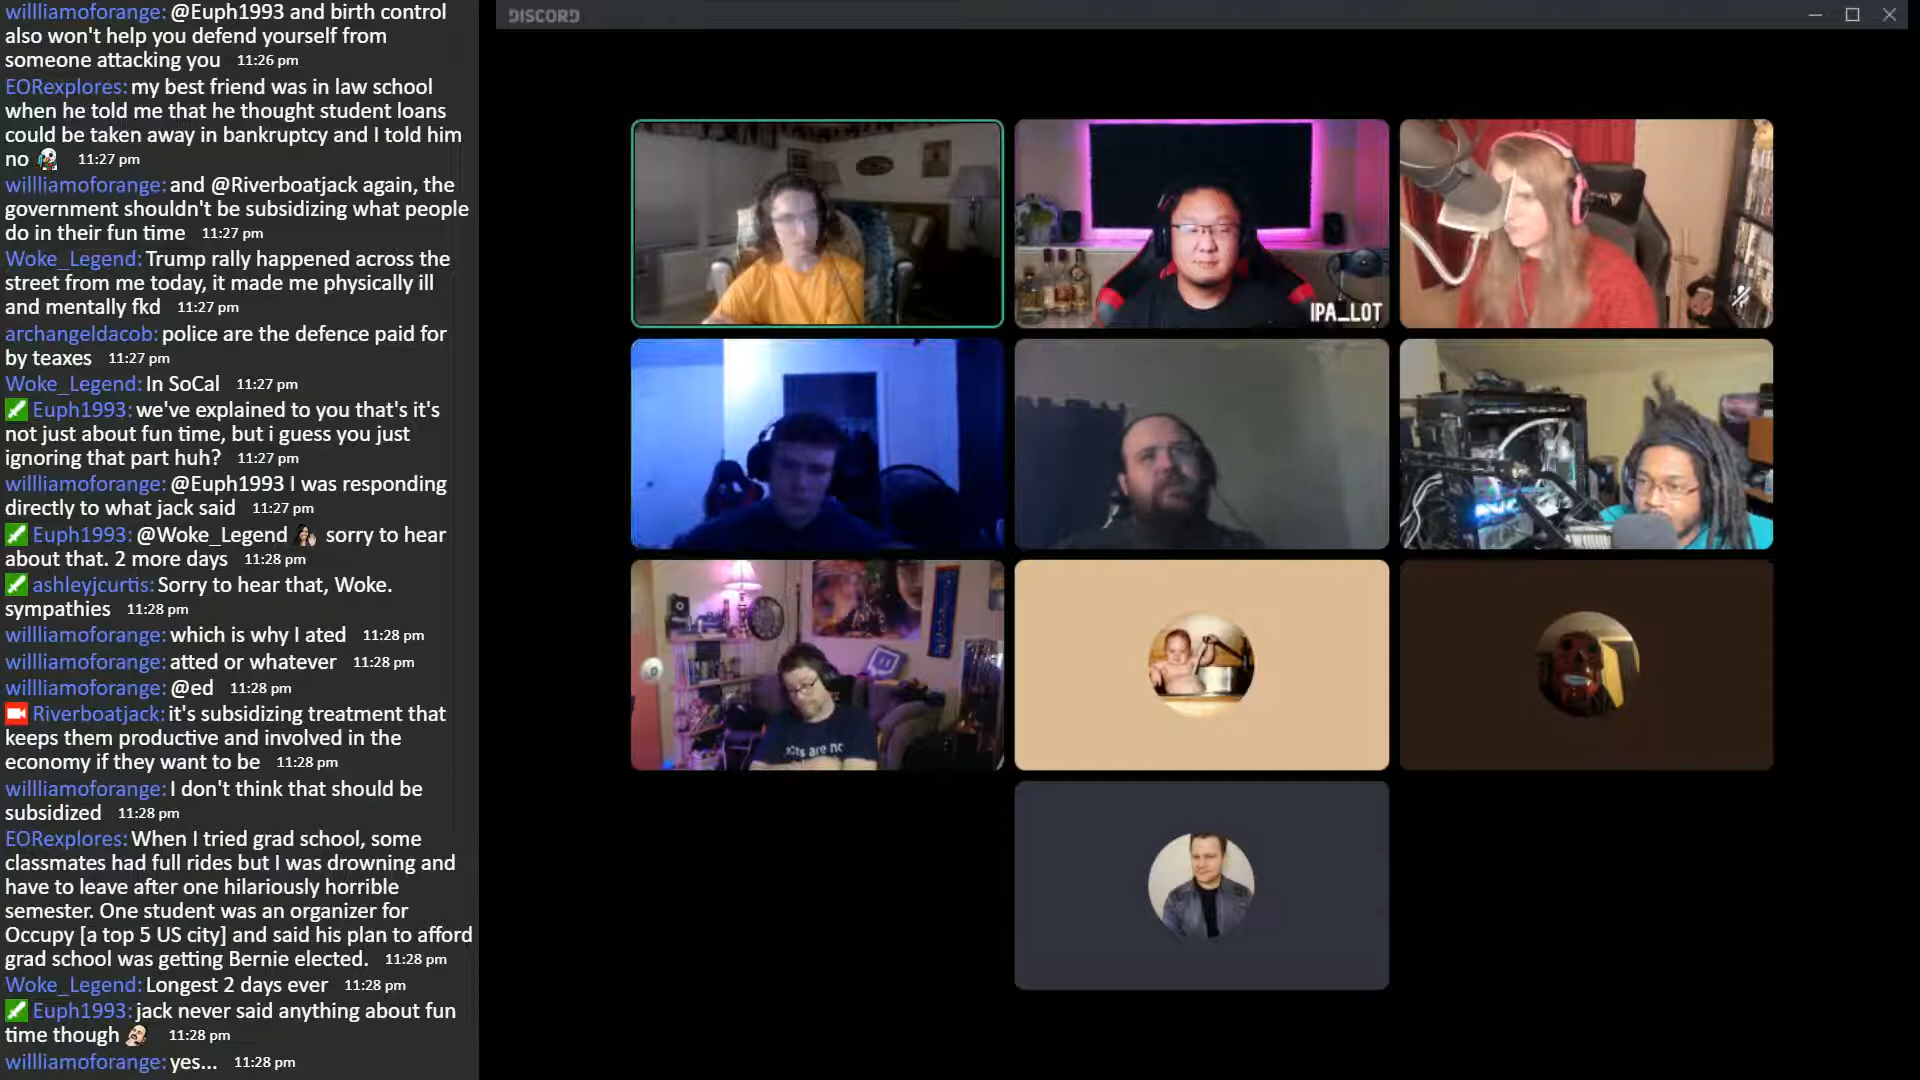 willliamoforange: @Euph1993 and birth control
also won't help you defend yourself from
someone attacking you 11:26 pm
EORexplores: my best friend was in law school
when he told me that he thought student loans
could be taken away in bankruptcy and I told him
no 11:27 pm
willliamoforange: and @Riverboatjack again, the
government shouldn't be subsidizing what people
do in their fun time 11:27 pm
Woke_Legend: Trump rally happened across the
street from me today, it made me physically ill
and mentally fkd 11:27 pm
archangeldacob: police are the defence paid for
by teaxes 11:27 pm
Woke_Legend: In SoCal 11:27 pm
Euph1993: we've explained to you that's it's
not just about fun time, but i guess you just
ignoring that part huh? 11:27 pm
willliamoforange: @Euph1993 I was responding
directly to what jack said 11:27 pm
Euph1993: @Woke_Legend sorry to hear
about that. 2 more days 11:28 pm
ashleyjcurtis: Sorry to hear that, Woke.
sympathies 11:28 pm
willliamoforange: which is why I ated 11:28 pm
willliamoforange: atted or whatever 11:28 pm
willliamoforange: @ed 11:28 pm
Riverboatjack: it's subsidizing treatment that
keeps them productive and involved in the
economy if they want to be 11:28 pm
willliamoforange: I don't think that should be
subsidized 11:28 pm
EORexplores: When I tried grad school, some
classmates had full rides but I was drowning and
have to leave after one hilariously horrible
semester. One student was an organizer for
Occupy [a top 5 US city] and said his plan to afford
grad school was getting Bernie elected. 11:28 pm
Woke_Legend: Longest 2 days ever 11:28 pm
Euph1993: jack never said anything about fun
time though 11:28 pm
willliamoforange: yes... 11:28 pm
DISCORD
IPA_LOT
are no